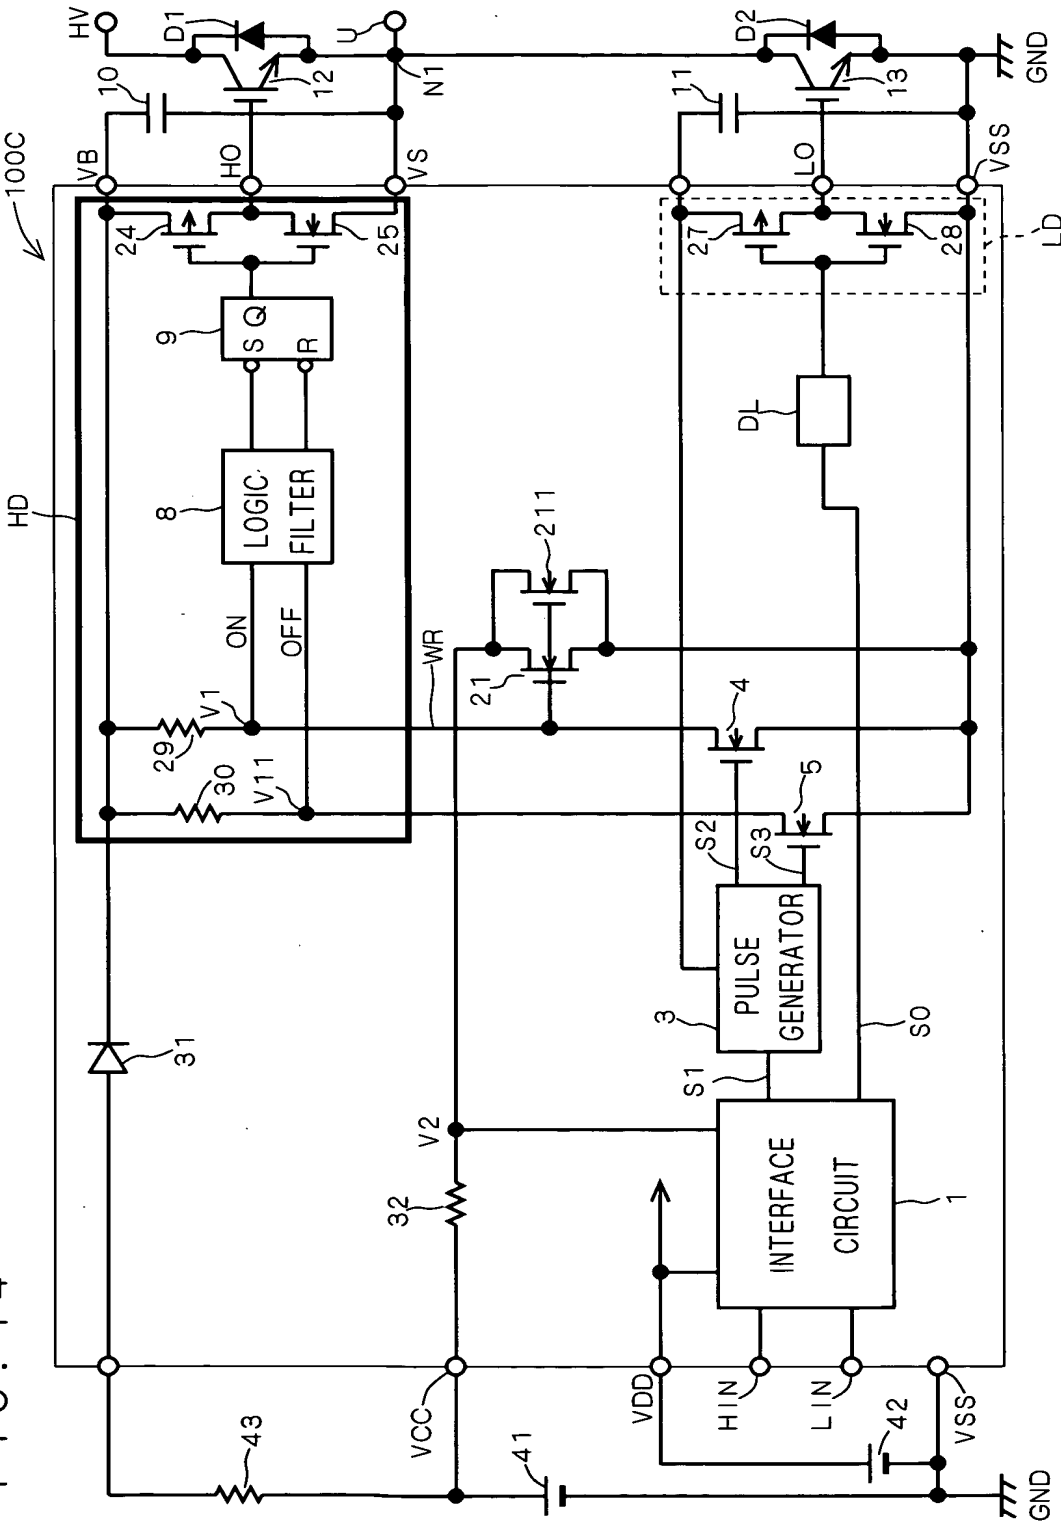 100C
HD
VB
10
HV
D1
24
HO
12
U
9
S Q
R
25
VS
N1
8
LOGIC
FILTER
ON
OFF
V1
29
30
V11
WR
31
21
211
4
5
S2
S3
27
LO
11
D2
13
28
VSS
GND
LD
DL
3
PULSE
GENERATOR
S1
S0
V2
32
INTERFACE
CIRCUIT
1
43
VCC
41
VDD
HIN
LIN
42
VSS
GND